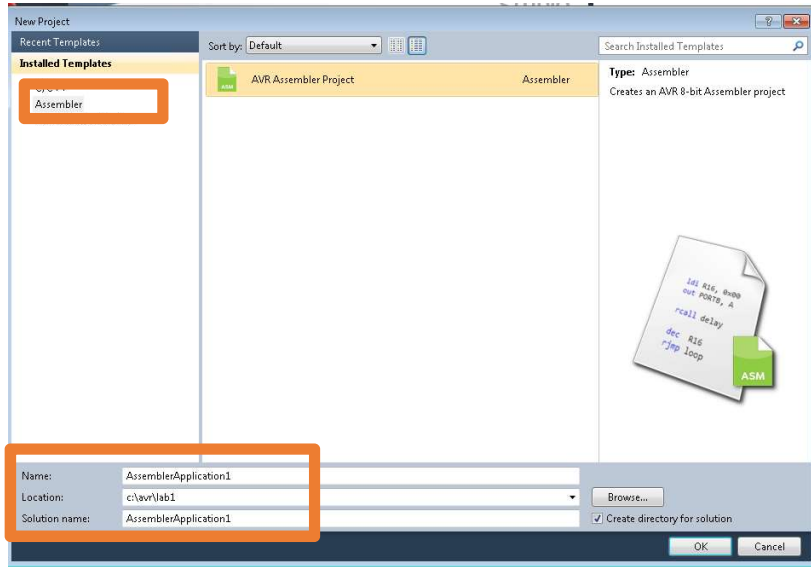 New Project
Recent Templates
Installed Templates
Assembler
Sort by: Default
Search Installed Templates
AVR Assembler Project Assembler
Type: Assembler
Creates an AVR 8-bit Assembler project
ldi R16, 0x00
out PORTB, A
rcall delay
dec R16
rjmp loop
ASM
ASM
Name: AssemblerApplication1
Location: c:\avr\lab1
Browse...
Solution name: AssemblerApplication1
Create directory for solution
OK Cancel